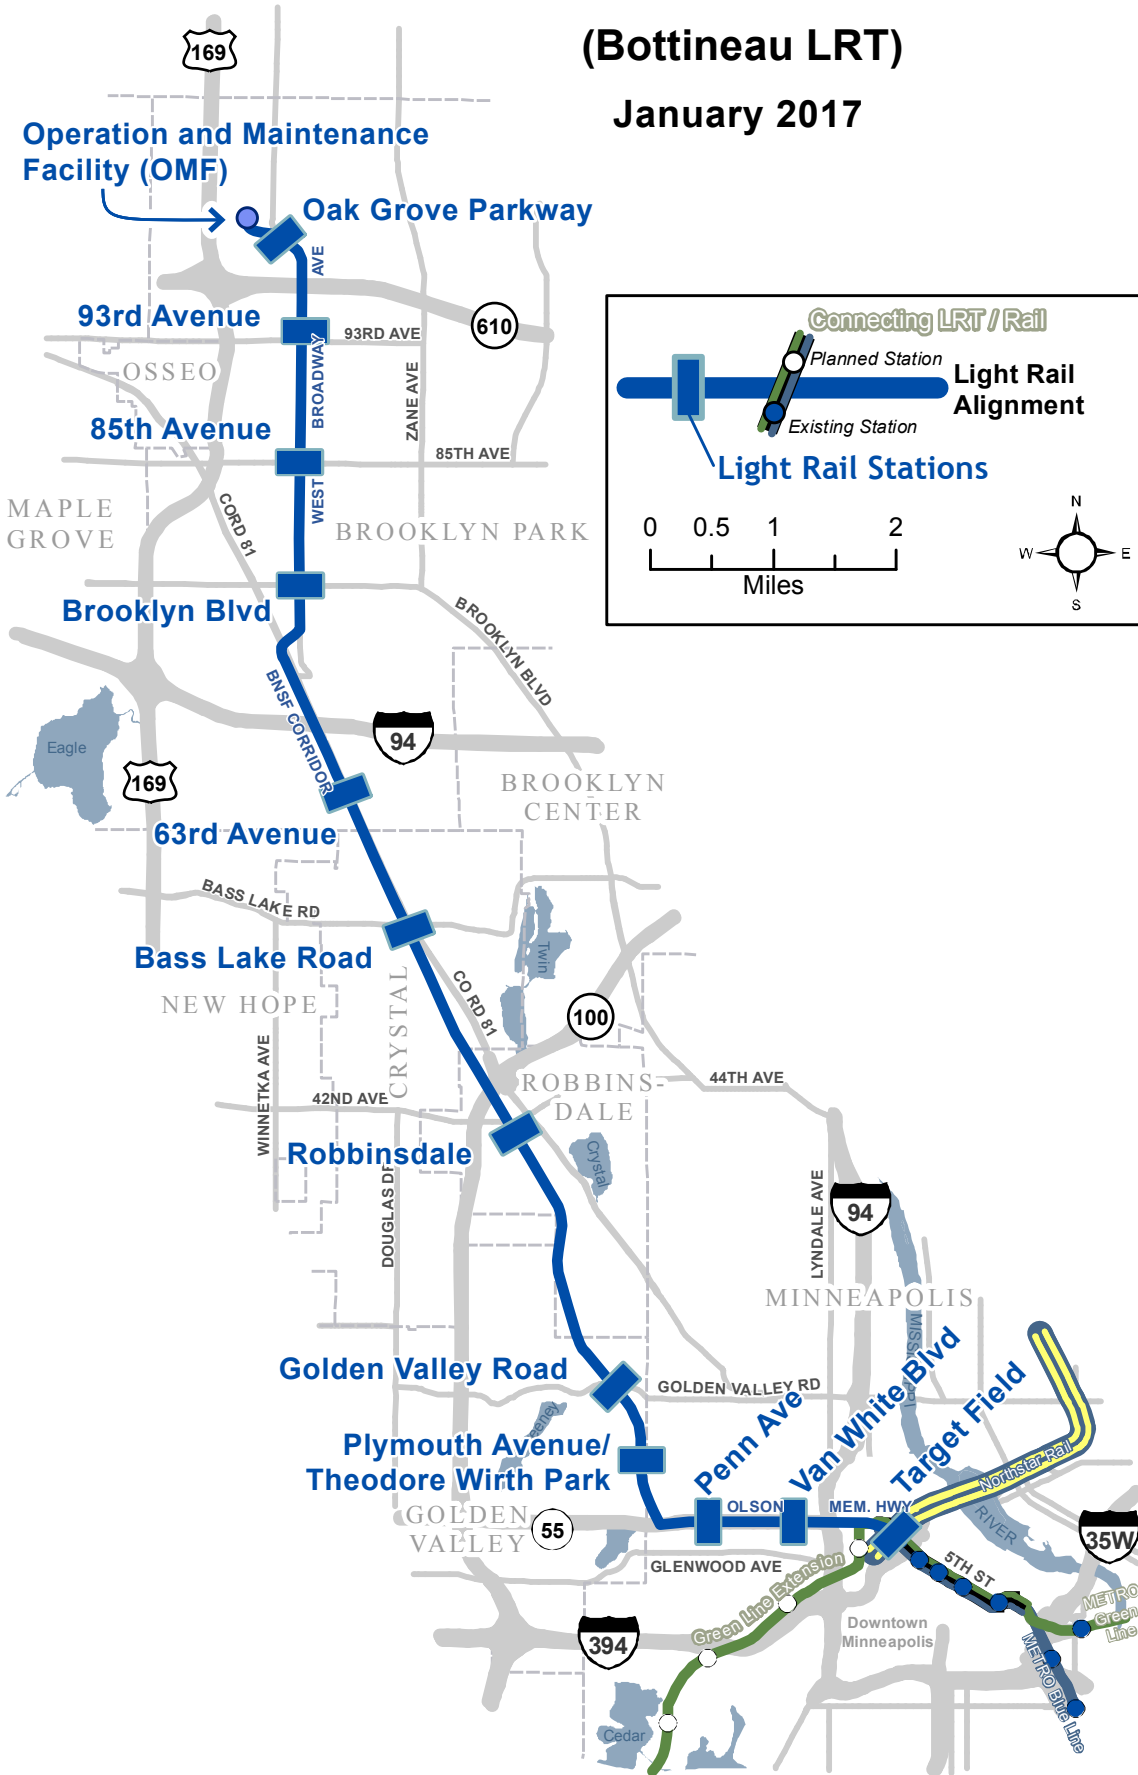 (Bottineau LRT)
January 2017
169
Operation and Maintenance
Facility (OMF)
Oak Grove Parkway
AVE
93rd Avenue
BROADWAY
93RD AVE
610
OSSEO
ZANE AVE
85th Avenue
85TH AVE
WEST
CORD 81
MAPLE
GROVE
BROOKLYN PARK
Connecting LRT / Rail
Planned Station
Light Rail
Alignment
Existing Station
Light Rail Stations
0 0.5 1 2
Miles
N
W E
S
Brooklyn Blvd
BROOKLYN BLVD
BNSF CORRIDOR
94
Eagle
169
BROOKLYN
CENTER
63rd Avenue
BASS LAKE RD
Bass Lake Road
Twin
NEW HOPE
CRYSTAL
CO RD 81
100
WINNETKA AVE
42ND AVE
ROBBINS-
DALE
44TH AVE
Robbinsdale
Crystal
DOUGLAS DR
LYNDALE AVE
94
MINNEAPOLIS
Golden Valley Road
GOLDEN VALLEY RD
Penn Ave
Van White Blvd
Target Field
Plymouth Avenue/
Theodore Wirth Park
Northstar Rail
RIVER
GOLDEN
VALLEY
55
OLSON
MEM. HWY
35W
GLENWOOD AVE
5TH ST
Green Line Extension
METRO
Green
Line
394
Downtown
Minneapolis
METRO Blue Line
Cedar